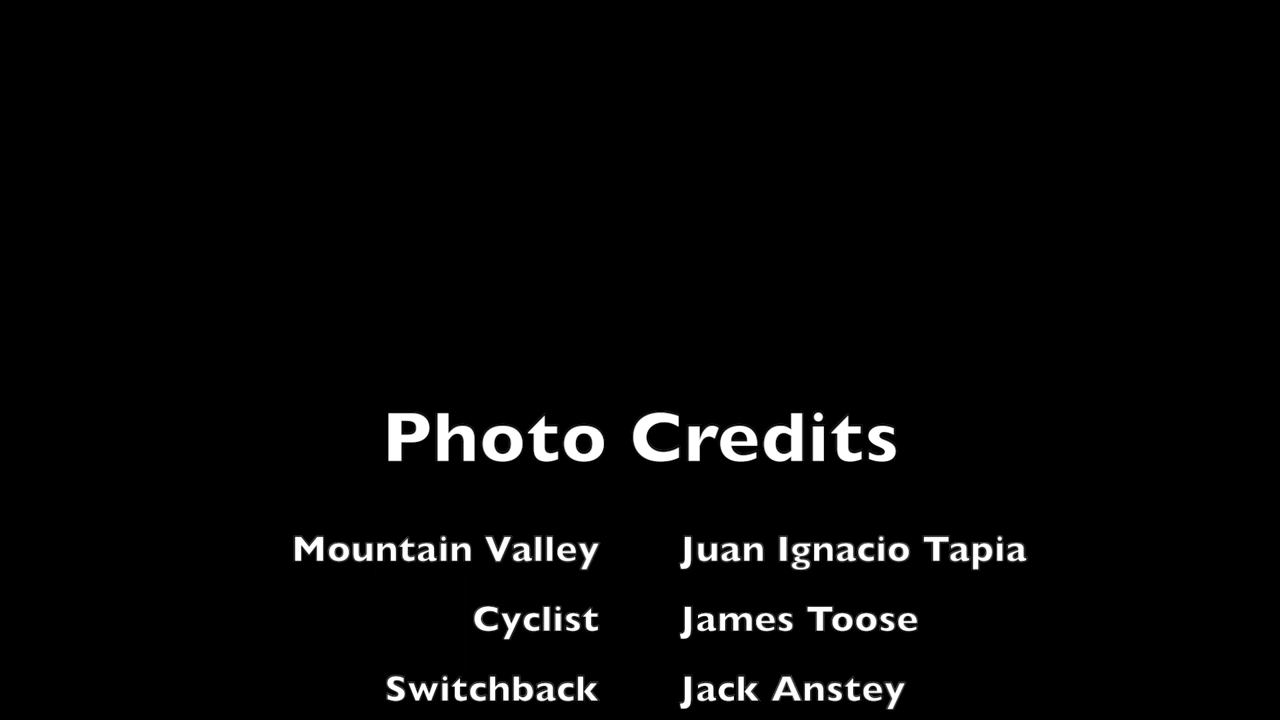 Photo Credits
Mountain Valley Juan Ignacio Tapia
Cyclist James Toose
Switchback Jack Anstey